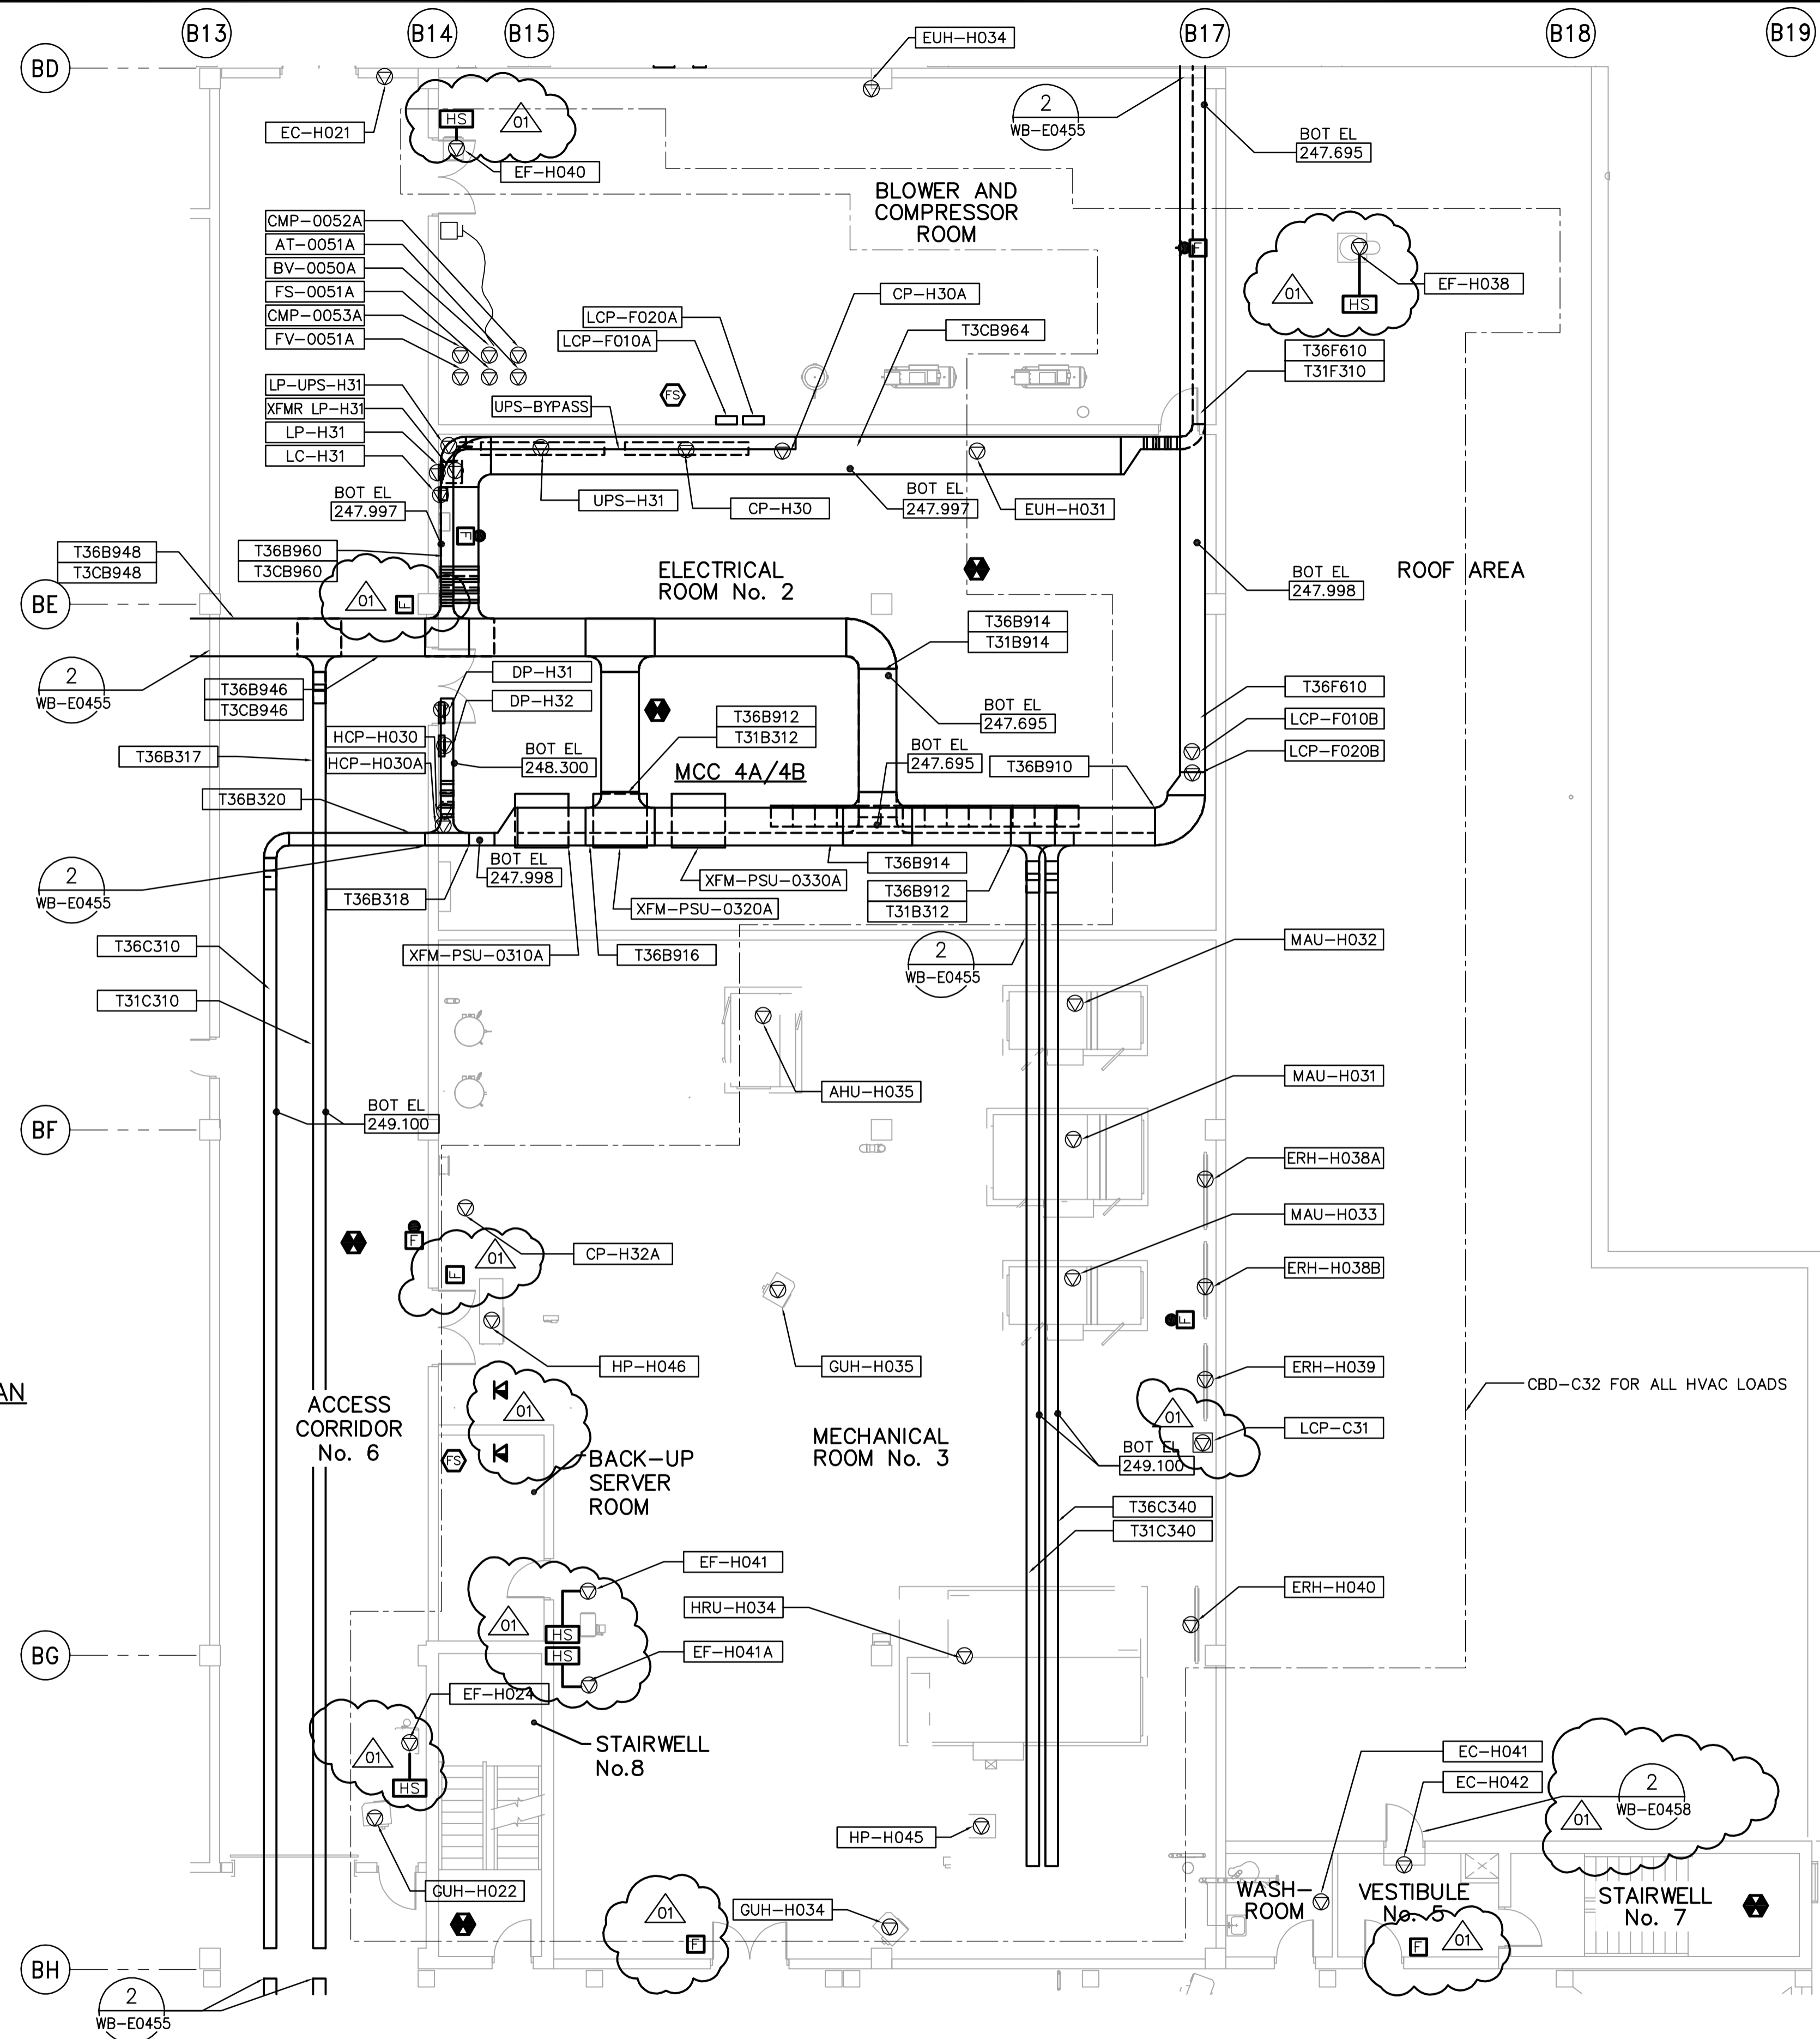 B13
B14
B15
B17
B18
B19
BD
EUH-H034
2
WB-E0455
EC-H021
HS
01
EF-H040
BOT EL
247.695
BLOWER AND
COMPRESSOR
ROOM
CMP-0052A
AT-0051A
BV-0050A
FS-0051A
CMP-0053A
FV-0051A
F
01
EF-H038
HS
LCP-F020A
LCP-F010A
CP-H30A
T3CB964
T36F610
T31F310
LP-UPS-H31
XFMR LP-H31
LP-H31
LC-H31
FS
UPS-BYPASS
UPS-H31
CP-H30
BOT EL
247.997
BOT EL
247.997
EUH-H031
F
T36B948
T3CB948
T36B960
T3CB960
01
F
ELECTRICAL
ROOM No. 2
BOT EL
247.998
ROOF AREA
BE
T36B914
T31B914
2
WB-E0455
T36B946
T3CB946
DP-H31
DP-H32
T36B912
T31B312
BOT EL
247.695
T36F610
LCP-F010B
LCP-F020B
T36B317
HCP-H030
HCP-H030A
BOT EL
248.300
MCC 4A/4B
BOT EL
247.695
T36B910
T36B320
2
WB-E0455
BOT EL
247.998
T36B318
XFM-PSU-0330A
XFM-PSU-0320A
T36B914
T36B912
T31B312
T36C310
XFM-PSU-0310A
T36B916
2
WB-E0455
MAU-H032
T31C310
AHU-H035
MAU-H031
BF
BOT EL
249.100
ERH-H038A
MAU-H033
F
01
F
CP-H32A
ERH-H038B
F
HP-H046
GUH-H035
ERH-H039
AN
ACCESS
CORRIDOR
No. 6
01
FS
BACK-UP
SERVER
ROOM
MECHANICAL
ROOM No. 3
01
LCP-C31
CBD-C32 FOR ALL HVAC LOADS
BOT EL
249.100
T36C340
T31C340
EF-H041
01
HS
HS
EF-H041A
HRU-H034
ERH-H040
BG
EF-H024
01
HS
STAIRWELL
No.8
EC-H041
EC-H042
2
WB-E0458
01
HP-H045
GUH-H022
01
F
GUH-H034
WASH-
ROOM
VESTIBULE
No. 5
STAIRWELL
No. 7
F
01
BH
2
WB-E0455